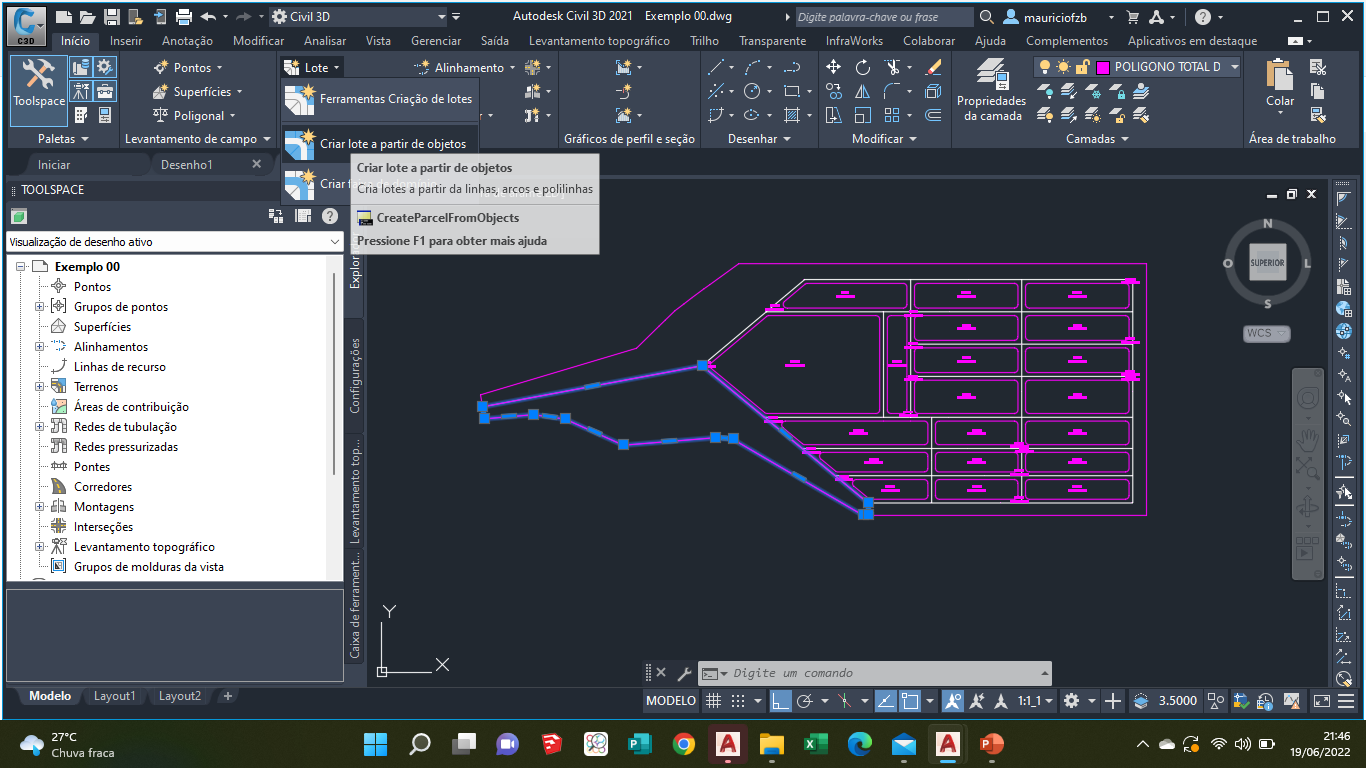 Civil 3D
Autodesk Civil 3D 2021 Exemplo 00.dwg
Digite palavra-chave ou frase
mauriciofzb
C3D
Início Inserir Anotação Modificar Analisar Vista Gerenciar Saída Levantamento topográfico Trilho Transparente InfraWorks Colaborar Ajuda Complementos Aplicativos em destaque
Toolspace
Paletas
Pontos
Superfícies
Poligonal
Levantamento de campo
Lote
Ferramentas Criação de lotes
Criar lote a partir de objetos
Alinhamento
Gráficos de perfil e seção
Desenhar
Modificar
Propriedades
da camada
POLIGONO TOTAL D
Camadas
Colar
Área de trabalho
Iniciar
Desenho1
Criar lote a partir de objetos
Cria lotes a partir da linhas, arcos e polilinhas
CreateParcelFromObjects
Pressione F1 para obter mais ajuda
TOOLSPACE
Visualização de desenho ativo
Exemplo 00
Pontos
Grupos de pontos
Superfícies
Alinhamentos
Linhas de recurso
Terrenos
Áreas de contribuição
Redes de tubulação
Redes pressurizadas
Pontes
Corredores
Montagens
Interseções
Levantamento topográfico
Grupos de molduras da vista
Configurações
Levantamento top...
Caixa de ferrament...
N
O
SUPERIOR
L
S
WCS
Y
X
Digite um comando
Modelo Layout1 Layout2 +
MODELO
1:1_1
3.5000
27°C
Chuva fraca
21:46
19/06/2022